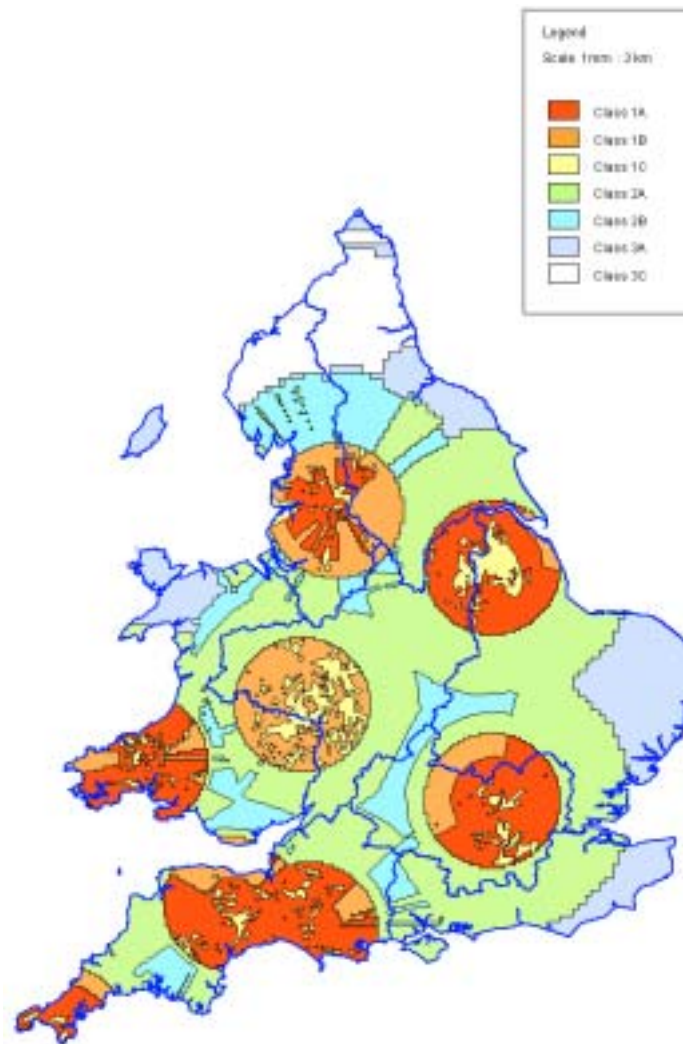 Legend
Scale 1mm : 3km
Class 1A
Class 1B
Class 1C
Class 2A
Class 2B
Class 3A
Class 3C